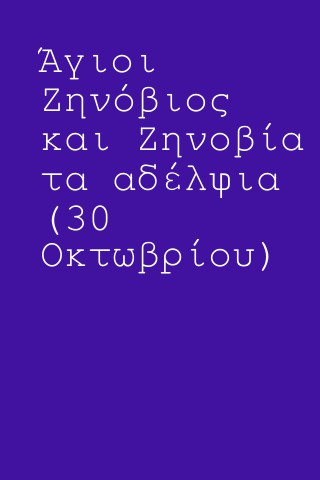 Άγιοι
Ζηνόβιος
και Ζηνοβία
τα αδέλφια
(30
Οκτωβρίου)